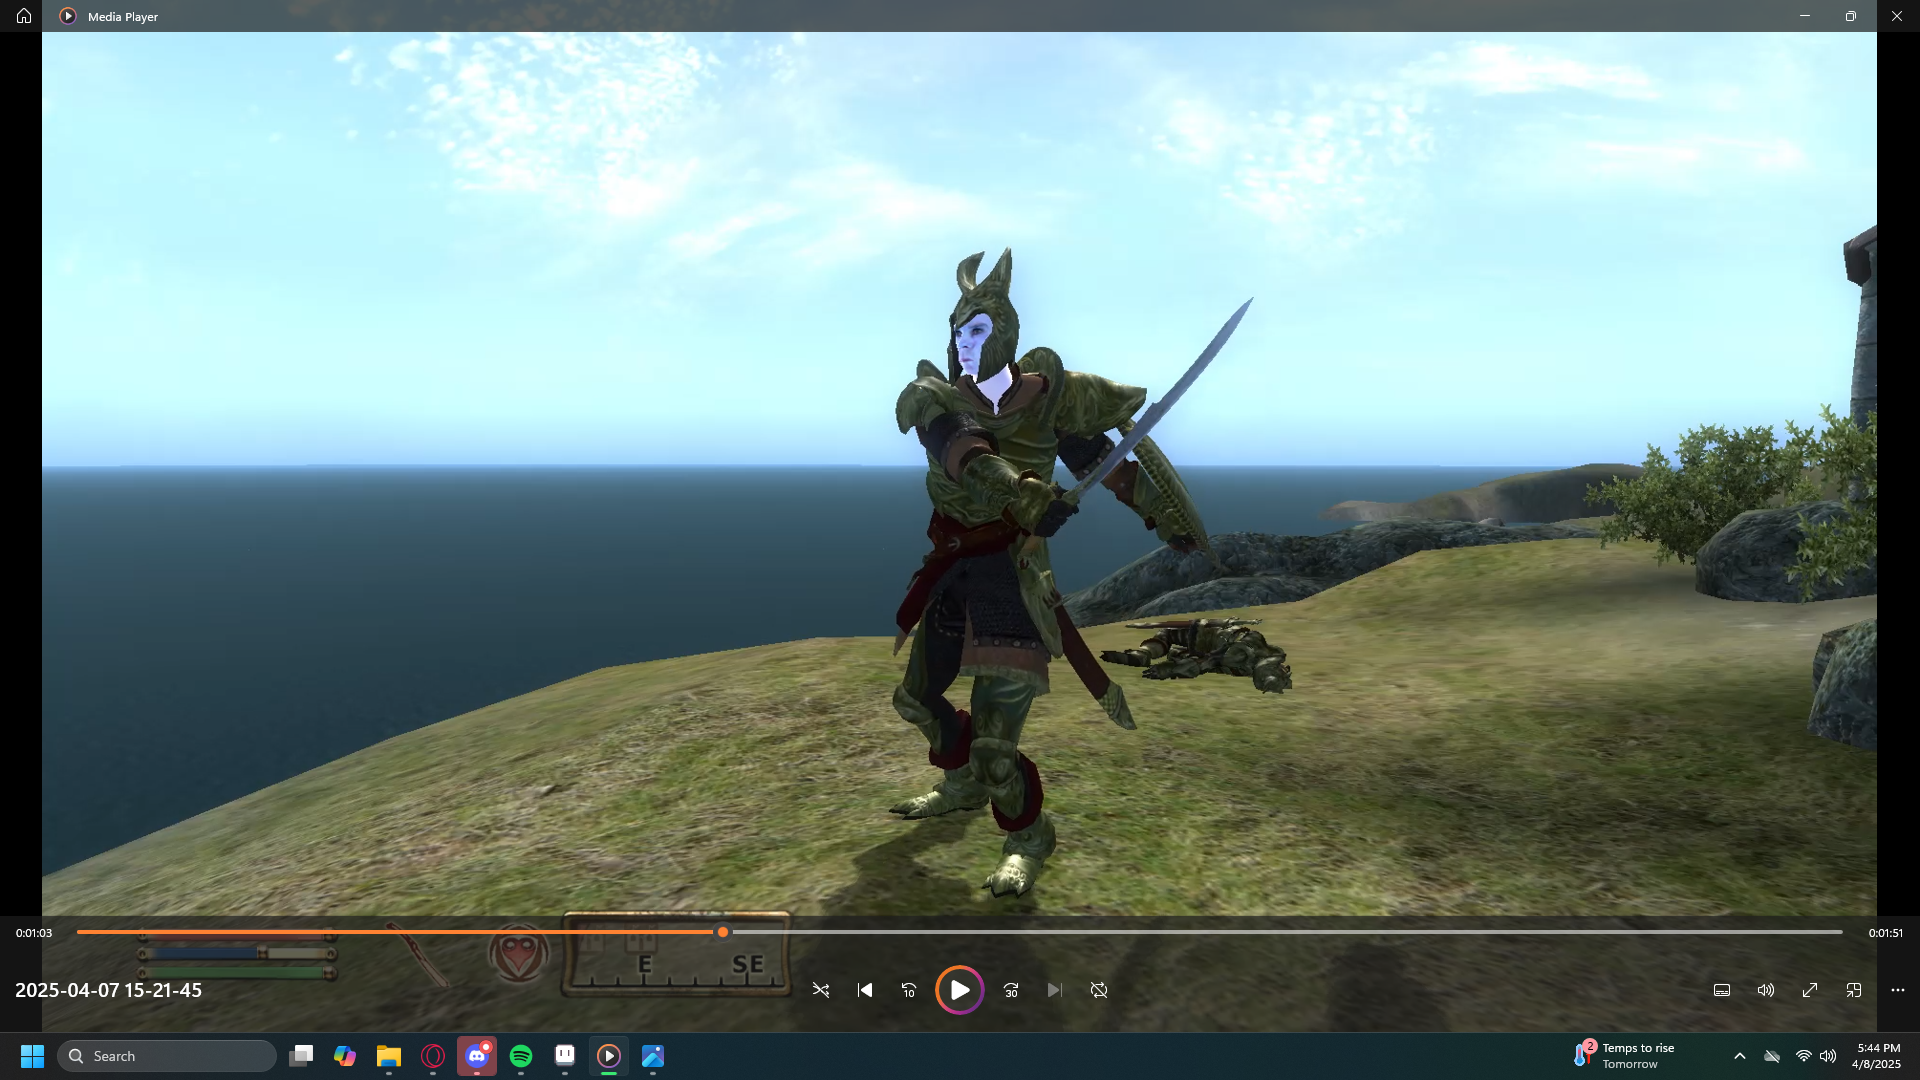 Media Player
0:01:03
0:01:51
E
SE
2025-04-07 15-21-45
10
30
Search
2
Temps to rise
Tomorrow
5:44 PM
4/8/2025